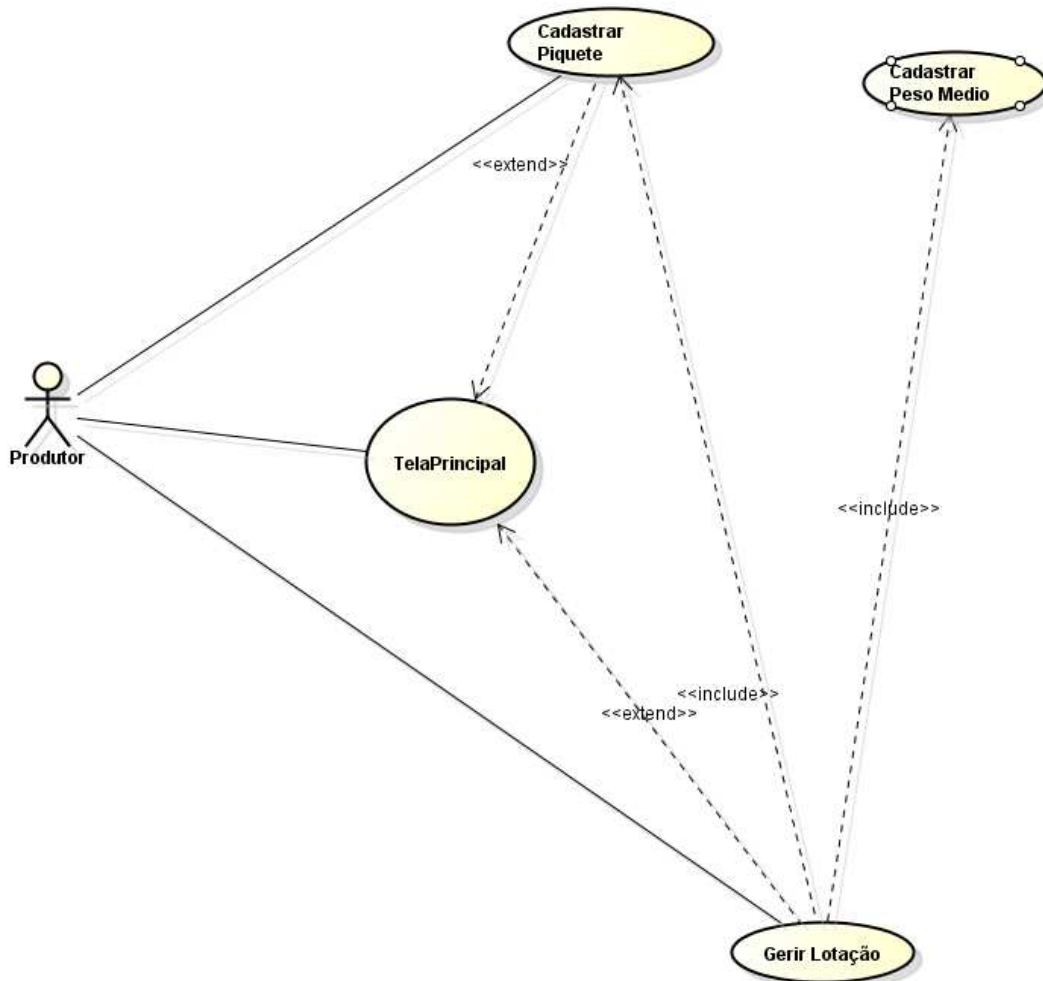 Cadastrar
Piquete
Cadastrar
Peso Medio
<<extend>>
Produtor
TelaPrincipal
<<include>>
<<include>>
<<extend>>
Gerir Lotação